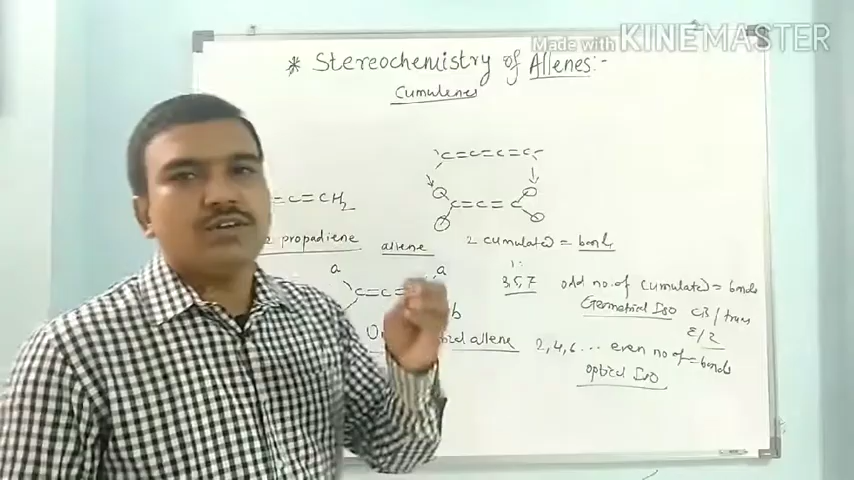 Made with KINEMASTER
* Stereochemistry of Allenes:-
Cumulenes
C=C=C=C
=C=CH2
C=C=C
propadiene
allene
2 cumulated = bonds
a
a
C=C=
b
3,5,7 odd no. of Cumulated = bonds
Geometrical Iso cis/trans
E/Z
allene
2,4,6... even no of = bonds
optical Iso